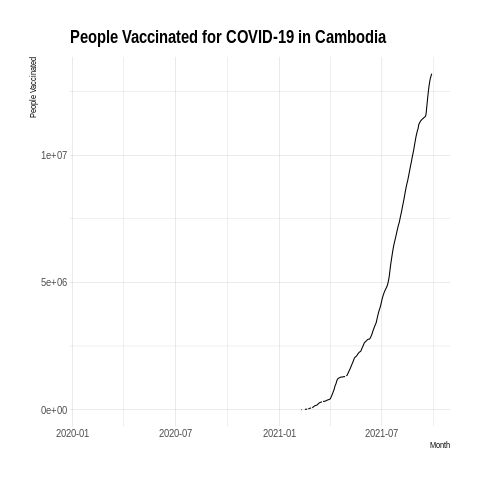 People Vaccinated for COVID-19 in Cambodia
People Vaccinated
1e+07
5e+06
0e+00
2020-01 2020-07 2021-01 2021-07
Month